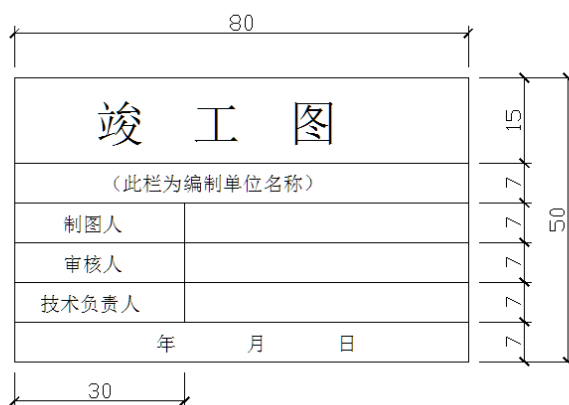 80
竣 工 图
15
（此栏为编制单位名称）
7
制图人
7
审核人
7
技术负责人
7
年 月 日
7
50
30